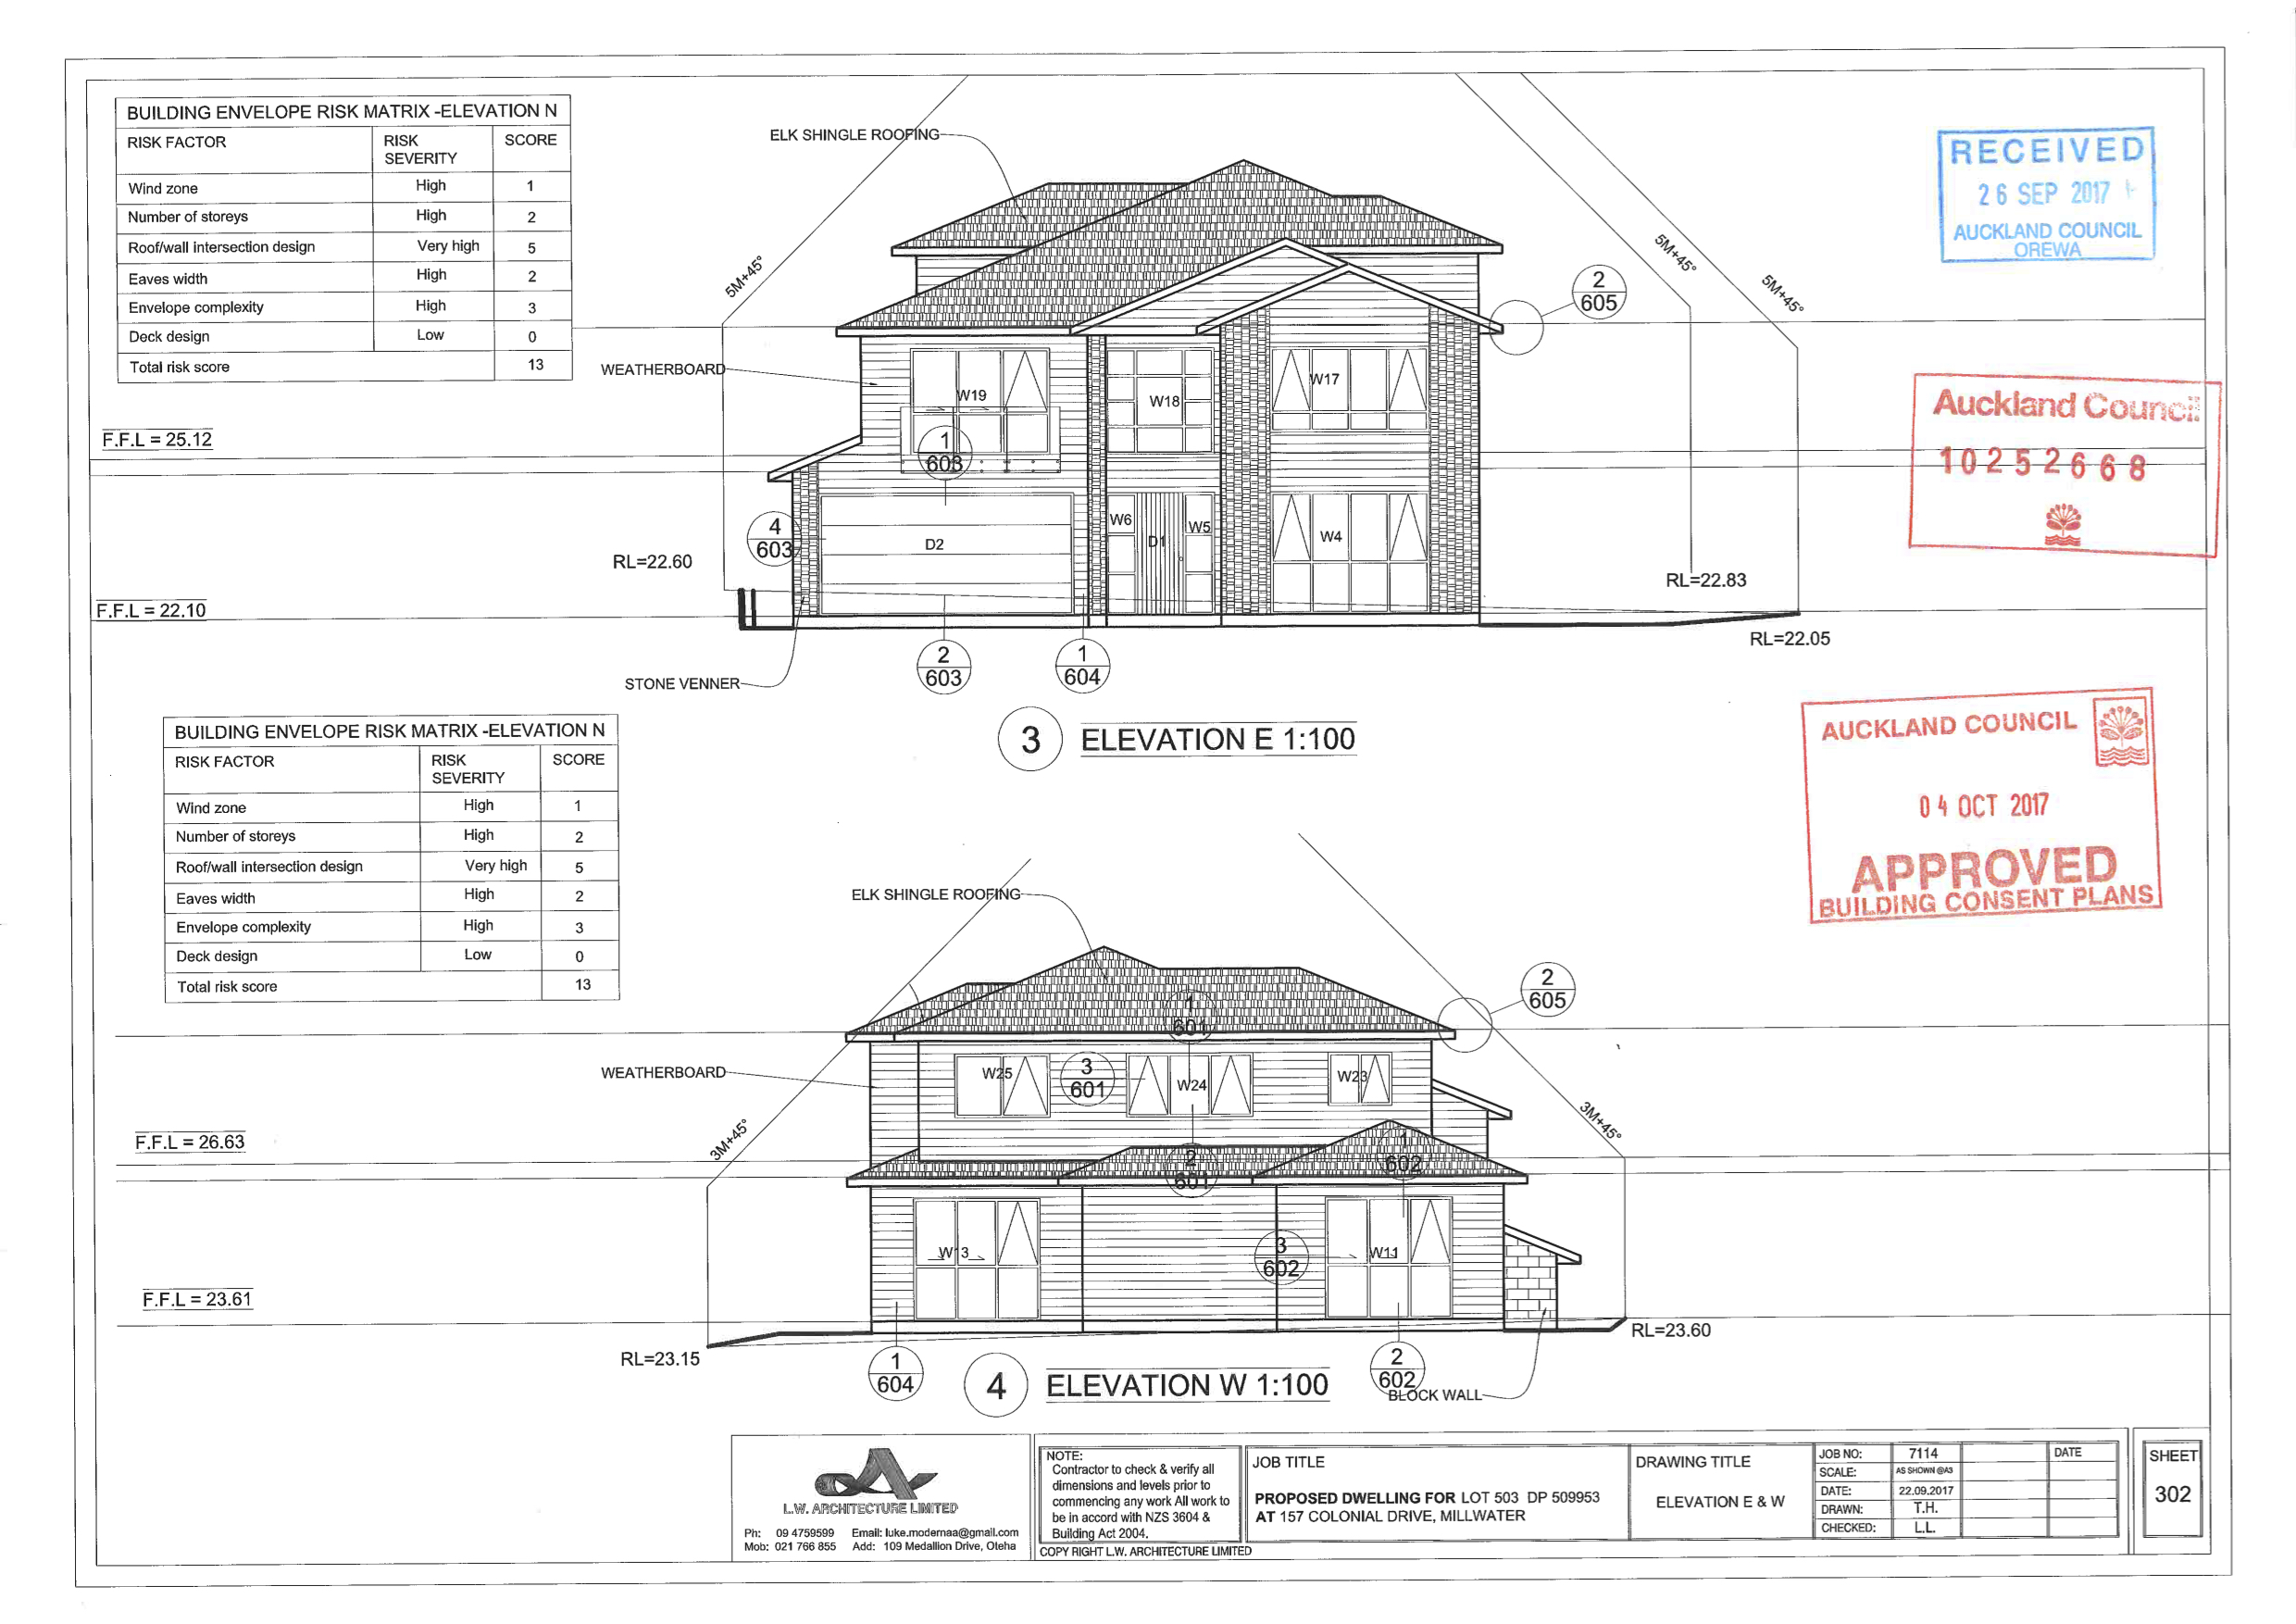 BUILDING ENVELOPE RISK MATRIX -ELEVATION N
RISK FACTOR RISK SEVERITY SCORE
Wind zone High 1
Number of storeys High 2
Roof/wall intersection design Very high 5
Eaves width High 2
Envelope complexity High 3
Deck design Low 0
Total risk score 13
ELK SHINGLE ROOFING
5M+45°
5M+45°
5M+45°
2
605
RECEIVED
26 SEP 2017
AUCKLAND COUNCIL
OREWA
Auckland Council
10252668
WEATHERBOARD
W19
W18
W17
F.F.L = 25.12
1
603
4
603
D2
W6
D1
W5
W4
RL=22.60
RL=22.83
F.F.L = 22.10
RL=22.05
2
603
1
604
STONE VENNER
3 ELEVATION E 1:100
AUCKLAND COUNCIL
04 OCT 2017
APPROVED
BUILDING CONSENT PLANS
BUILDING ENVELOPE RISK MATRIX -ELEVATION N
RISK FACTOR RISK SEVERITY SCORE
Wind zone High 1
Number of storeys High 2
Roof/wall intersection design Very high 5
Eaves width High 2
Envelope complexity High 3
Deck design Low 0
Total risk score 13
ELK SHINGLE ROOFING
2
605
1
601
WEATHERBOARD
W25
3
601
W24
W23
3M+45°
3M+45°
F.F.L = 26.63
2
601
1
602
W13
3
602
W11
F.F.L = 23.61
RL=23.15
RL=23.60
1
604
2
602
BLOCK WALL
4 ELEVATION W 1:100
L.W. ARCHITECTURE LIMITED
Ph: 09 4759599 Email: luke.modernaa@gmail.com
Mob: 021 766 855 Add: 109 Medallion Drive, Oteha
NOTE:
Contractor to check & verify all
dimensions and levels prior to
commencing any work All work to
be in accord with NZS 3604 &
Building Act 2004.
COPY RIGHT L.W. ARCHITECTURE LIMITED
JOB TITLE
PROPOSED DWELLING FOR LOT 503 DP 509953
AT 157 COLONIAL DRIVE, MILLWATER
DRAWING TITLE
ELEVATION E & W
JOB NO: 7114 DATE
SCALE: AS SHOWN @A3
DATE: 22.09.2017
DRAWN: T.H.
CHECKED: L.L.
SHEET
302